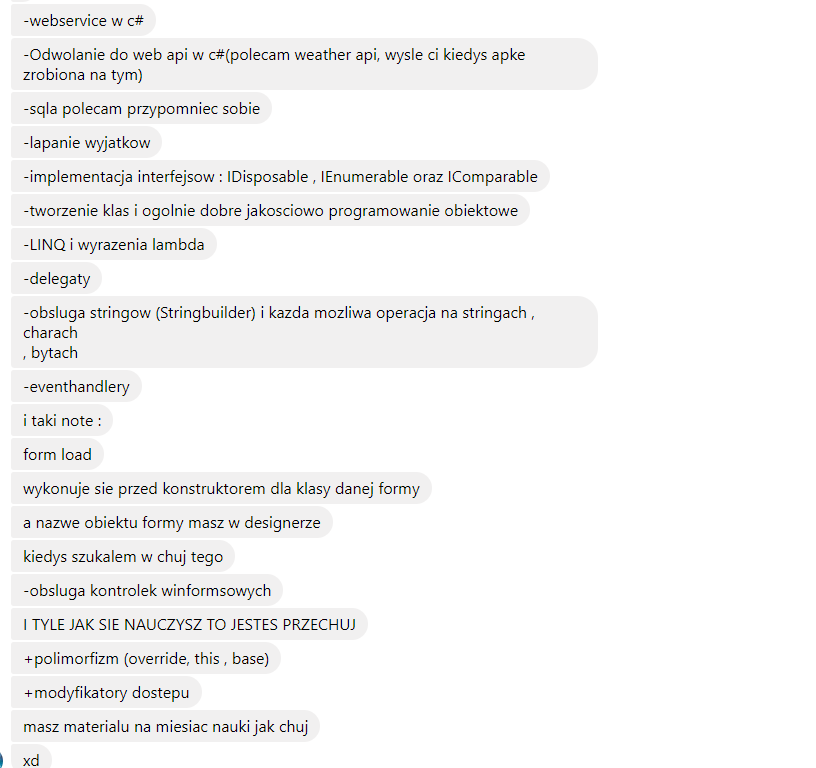 -webservice w c#
-Odwolanie do web api w c#(polecam weather api, wysle ci kiedys apke
zrobiona na tym)
-sqla polecam przypomniec sobie
-lapanie wyjatkow
-implementacja interfejsow : IDisposable , IEnumerable oraz IComparable
-tworzenie klas i ogolnie dobre jakosciowo programowanie obiektowe
-LINQ i wyrazenia lambda
-delegaty
-obsluga stringow (Stringbuilder) i kazda mozliwa operacja na stringach ,
charach
, bytach
-eventhandlery
i taki note :
form load
wykonuje sie przed konstruktorem dla klasy danej formy
a nazwe obiektu formy masz w designerze
kiedys szukalem w chuj tego
-obsluga kontrolek winformsowych
I TYLE JAK SIE NAUCZYSZ TO JESTES PRZECHUJ
+polimorfizm (override, this , base)
+modyfikatory dostepu
masz materialu na miesiac nauki jak chuj
xd